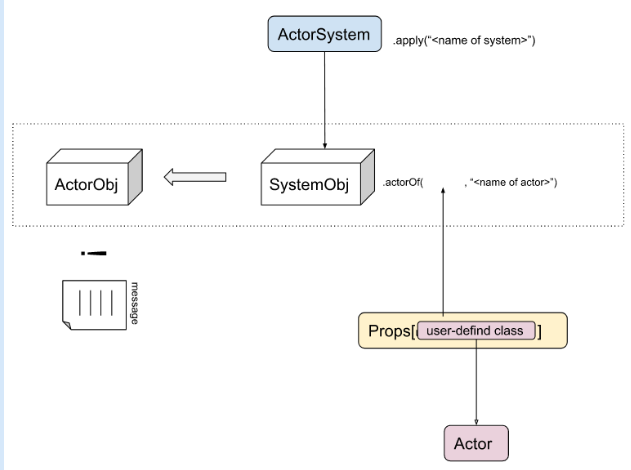 ActorSystem
.apply("<name of system>")
ActorObj
SystemObj
.actorOf( , "<name of actor>")
!
message
Props[ user-defind class ]
Actor